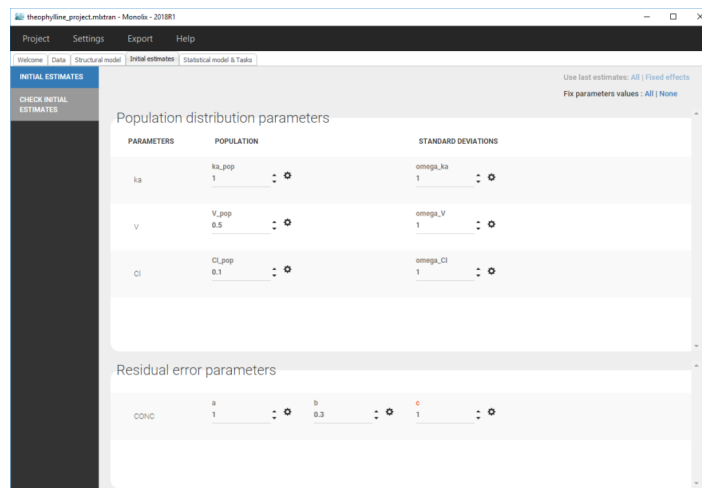 theophylline_project.mlxtran - Monolix - 2018R1
Project Settings Export Help
Welcome Data Structural model Initial estimates Statistical model & Tasks
INITIAL ESTIMATES
CHECK INITIAL
ESTIMATES
Use last estimates: All | Fixed effects
Fix parameters values : All | None
Population distribution parameters
PARAMETERS POPULATION STANDARD DEVIATIONS
ka_pop omega_ka
ka 1 1
V_pop omega_V
V 0.5 1
Cl_pop omega_Cl
Cl 0.1 1
Residual error parameters
a b c
CONC 1 0.3 1